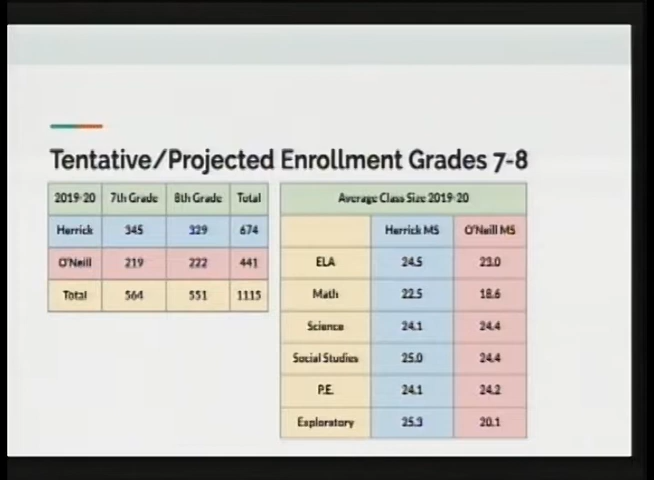 Tentative/Projected Enrollment Grades 7-8
2019-20 7th Grade 8th Grade Total
Herrick 345 329 674
O'Neill 219 222 441
Total 564 551 1115
Average Class Size 2019-20
Herrick MS O'Neill MS
ELA 24.5 23.0
Math 22.5 18.6
Science 24.1 24.4
Social Studies 25.0 24.4
P.E. 24.1 24.2
Exploratory 25.3 20.1